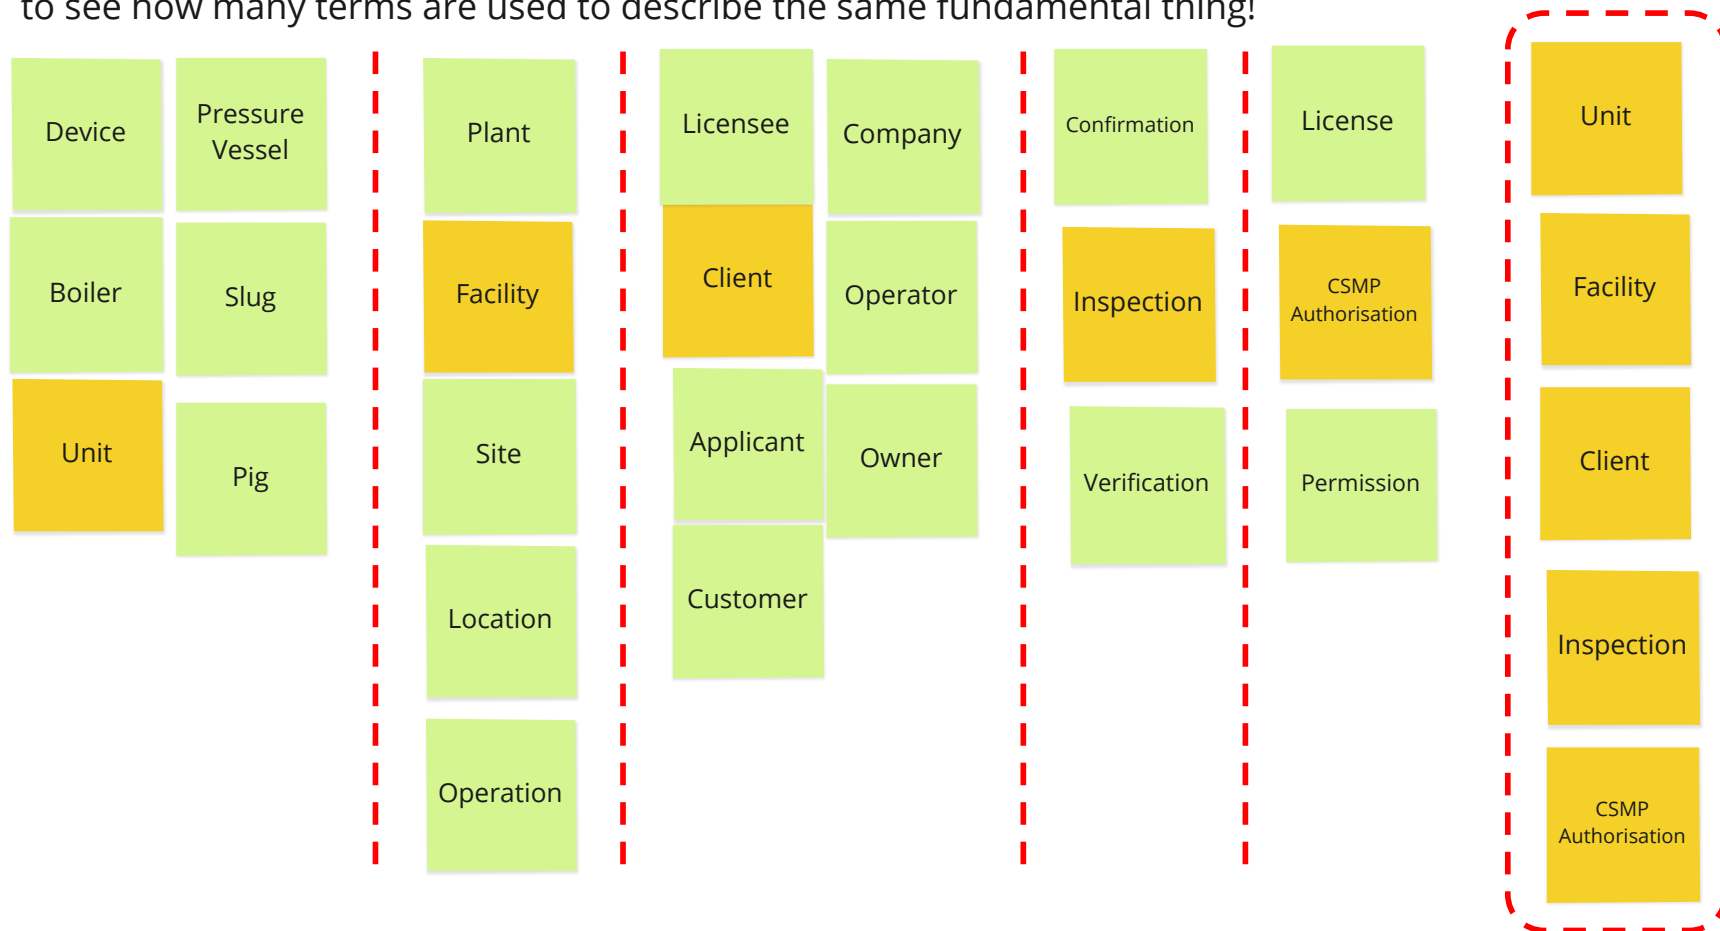 to see how many terms are used to describe the same fundamental thing!
Device
Pressure
Vessel
Boiler
Slug
Unit
Pig
Plant
Facility
Site
Location
Operation
Licensee
Company
Client
Operator
Applicant
Owner
Customer
Confirmation
Inspection
Verification
License
CSMP
Authorisation
Permission
Unit
Facility
Client
Inspection
CSMP
Authorisation